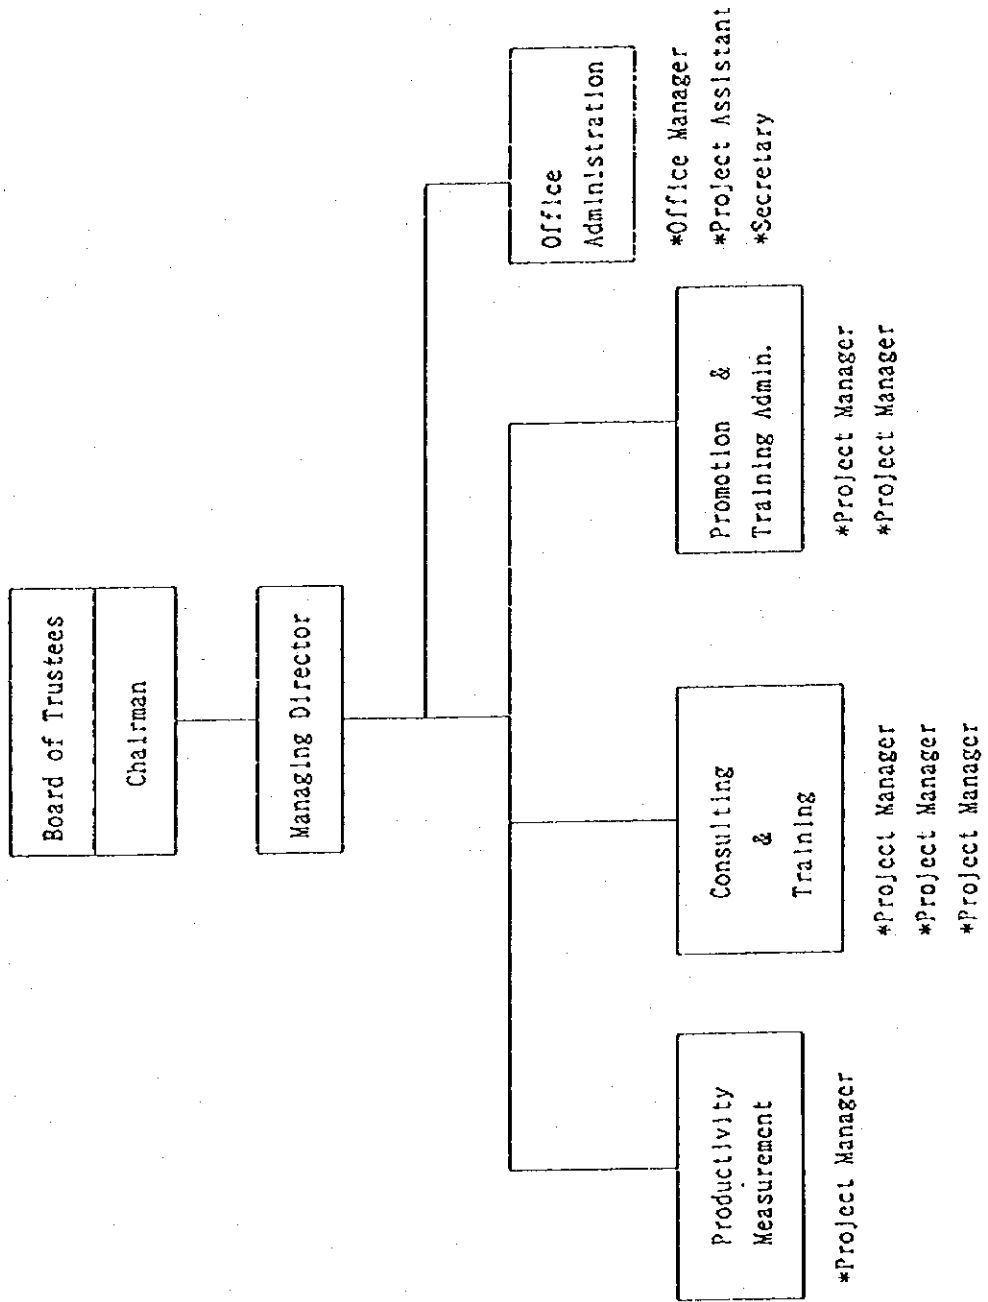 Board of Trustees
Chairman
Managing Director
Office
Administration
*Office Manager
*Project Assistant
*Secretary
Productivity
Measurement
*Project Manager
Consulting
&
Training
*Project Manager
*Project Manager
*Project Manager
Promotion &
Training Admin.
*Project Manager
*Project Manager